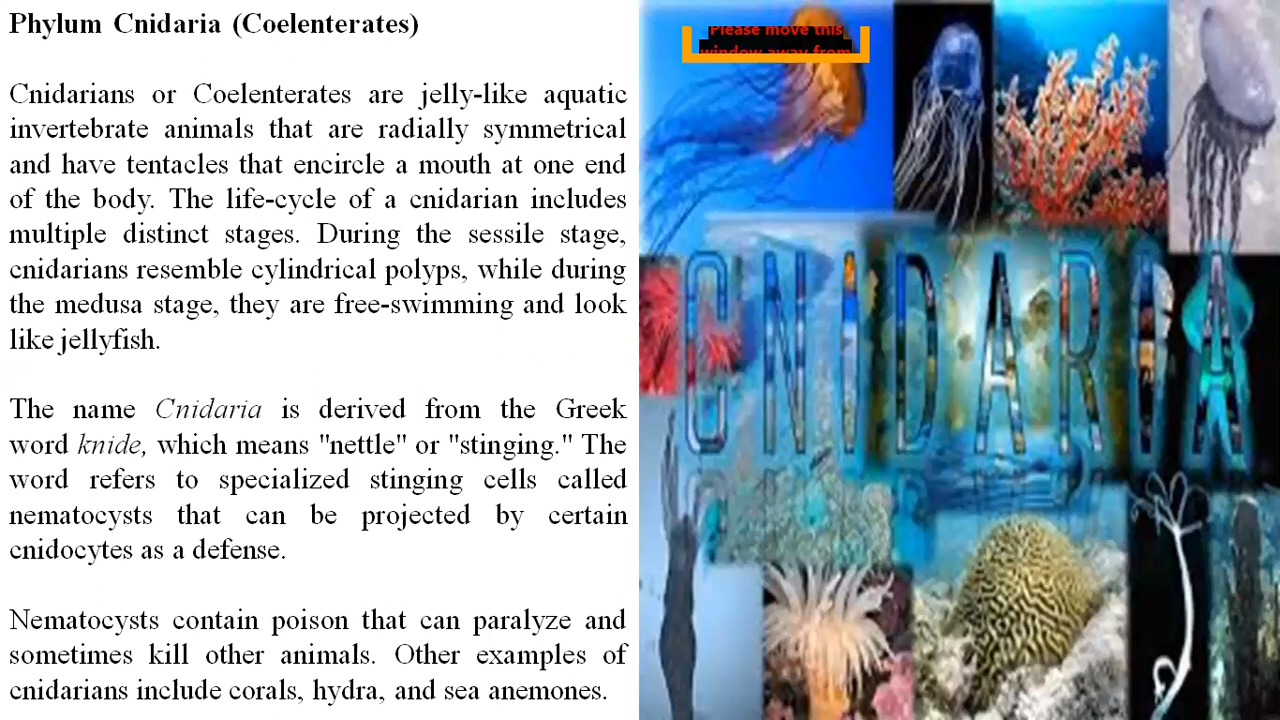 Phylum Cnidaria (Coelenterates)
Cnidarians or Coelenterates are jelly-like aquatic
invertebrate animals that are radially symmetrical
and have tentacles that encircle a mouth at one end
of the body. The life-cycle of a cnidarian includes
multiple distinct stages. During the sessile stage,
cnidarians resemble cylindrical polyps, while during
the medusa stage, they are free-swimming and look
like jellyfish.
The name Cnidaria is derived from the Greek
word knide, which means "nettle" or "stinging." The
word refers to specialized stinging cells called
nematocysts that can be projected by certain
cnidocytes as a defense.
Nematocysts contain poison that can paralyze and
sometimes kill other animals. Other examples of
cnidarians include corals, hydra, and sea anemones.
Please move this
window away from
CNIDARIA